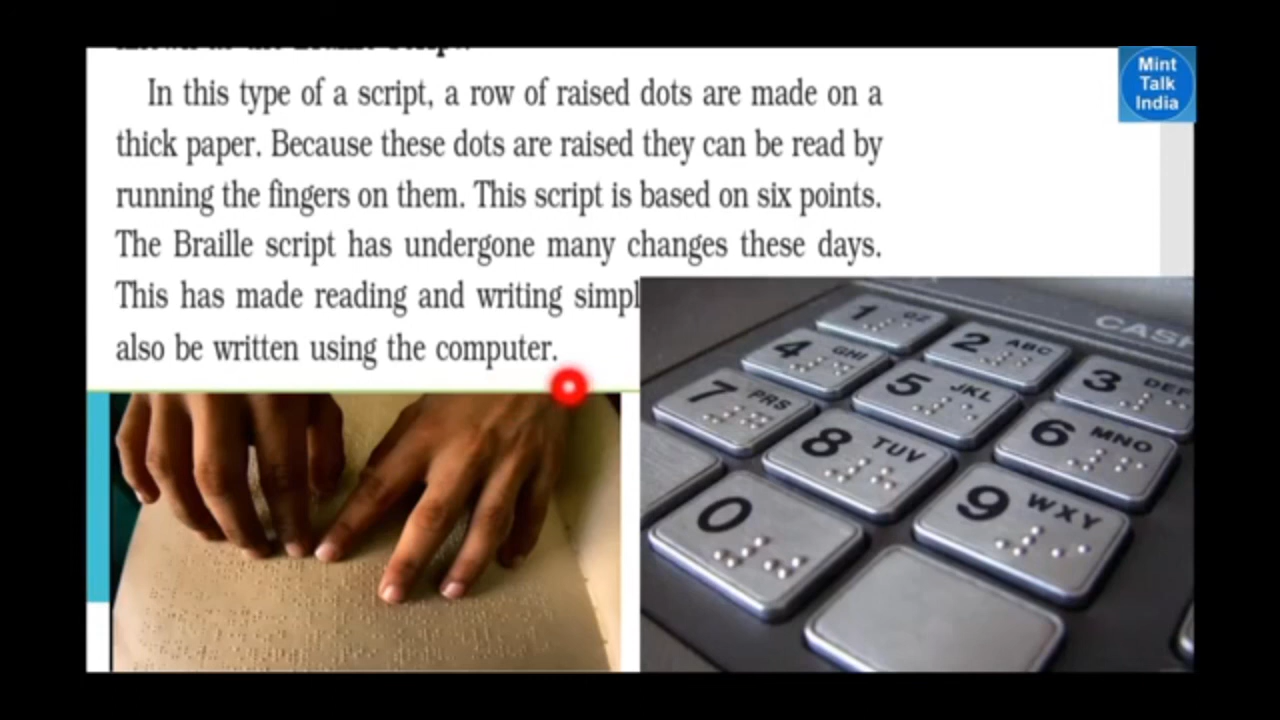 In this type of a script, a row of raised dots are made on a
thick paper. Because these dots are raised they can be read by
running the fingers on them. This script is based on six points.
The Braille script has undergone many changes these days.
This has made reading and writing simpl
also be written using the computer.
Mint
Talk
India
CASH
1 QZ
2 ABC
3 DEF
4 GHI
5 JKL
6 MNO
7 PRS
8 TUV
9 WXY
0